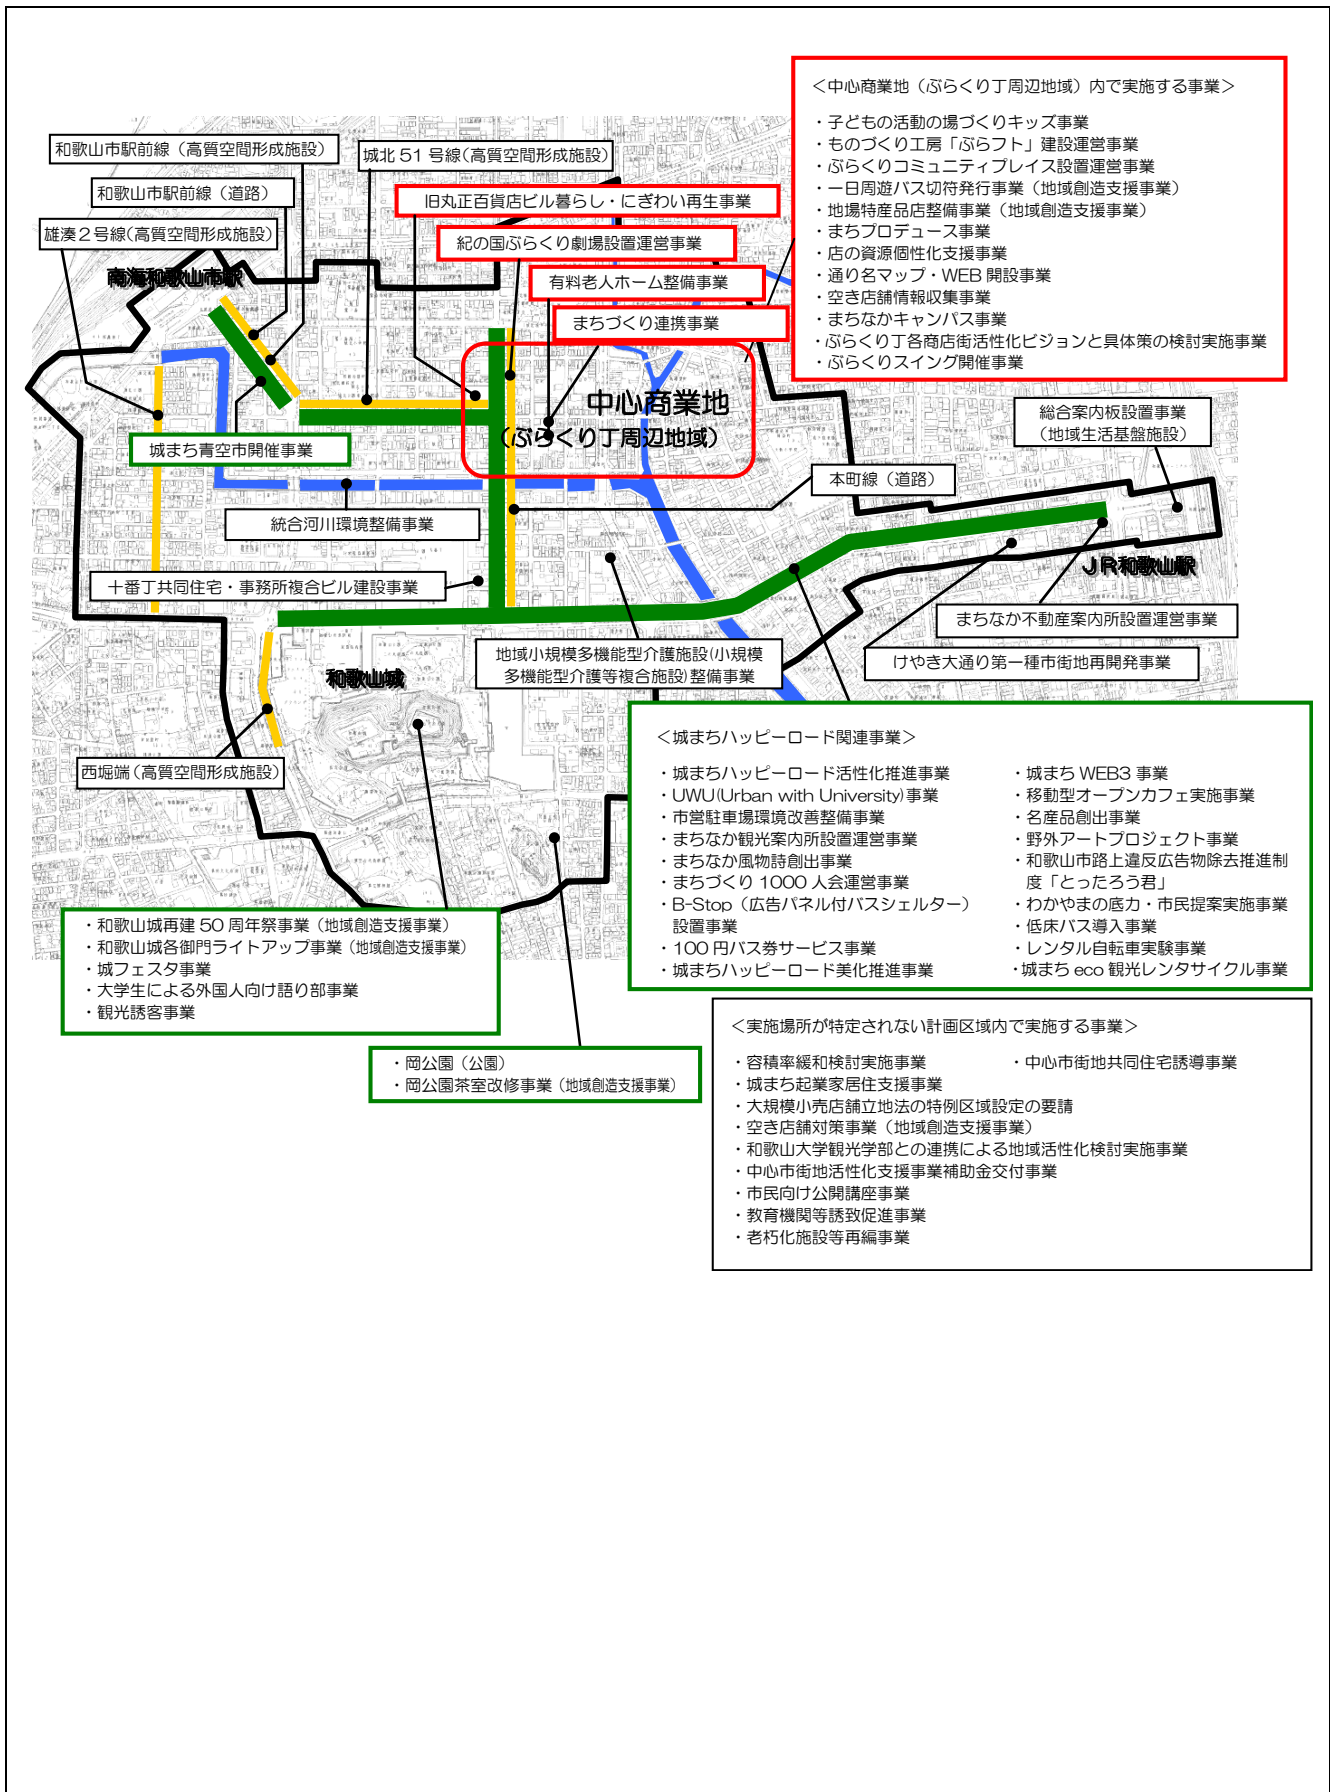 ＜中心商業地（ぶらくり丁周辺地域）内で実施する事業＞
・子どもの活動の場づくりキッズ事業
・ものづくり工房「ぶらフト」建設運営事業
・ぶらくりコミュニティプレイス設置運営事業
・一日周遊バス切符発行事業（地域創造支援事業）
・地場特産品店整備事業（地域創造支援事業）
・まちプロデュース事業
・店の資源個性化支援事業
・通り名マップ・WEB 開設事業
・空き店舗情報収集事業
・まちなかキャンパス事業
・ぶらくり丁各商店街活性化ビジョンと具体策の検討実施事業
・ぶらくりスイング開催事業
和歌山市駅前線（高質空間形成施設）
城北 51 号線(高質空間形成施設)
和歌山市駅前線（道路）
旧丸正百貨店ビル暮らし・にぎわい再生事業
雄湊２号線(高質空間形成施設)
紀の国ぶらくり劇場設置運営事業
南海和歌山市駅
有料老人ホーム整備事業
まちづくり連携事業
中心商業地
（ぶらくり丁周辺地域）
総合案内板設置事業
（地域生活基盤施設）
城まち青空市開催事業
本町線（道路）
統合河川環境整備事業
ＪＲ和歌山駅
十番丁共同住宅・事務所複合ビル建設事業
まちなか不動産案内所設置運営事業
地域小規模多機能型介護施設(小規模
多機能型介護等複合施設)整備事業
けやき大通り第一種市街地再開発事業
和歌山城
西堀端(高質空間形成施設)
＜城まちハッピーロード関連事業＞
・城まちハッピーロード活性化推進事業
・UWU(Urban with University)事業
・市営駐車場環境改善整備事業
・まちなか観光案内所設置運営事業
・まちなか風物詩創出事業
・まちづくり 1000 人会運営事業
・B-Stop（広告パネル付バスシェルター）
設置事業
・100 円バス券サービス事業
・城まちハッピーロード美化推進事業
・城まち WEB3 事業
・移動型オープンカフェ実施事業
・名産品創出事業
・野外アートプロジェクト事業
・和歌山市路上違反広告物除去推進制
度「とったろう君」
・わかやまの底力・市民提案実施事業
・低床バス導入事業
・レンタル自転車実験事業
・城まち eco 観光レンタサイクル事業
・和歌山城再建 50 周年祭事業（地域創造支援事業）
・和歌山城各御門ライトアップ事業（地域創造支援事業）
・城フェスタ事業
・大学生による外国人向け語り部事業
・観光誘客事業
・岡公園（公園）
・岡公園茶室改修事業（地域創造支援事業）
＜実施場所が特定されない計画区域内で実施する事業＞
・容積率緩和検討実施事業
・中心市街地共同住宅誘導事業
・城まち起業家居住支援事業
・大規模小売店舗立地法の特例区域設定の要請
・空き店舗対策事業（地域創造支援事業）
・和歌山大学観光学部との連携による地域活性化検討実施事業
・中心市街地活性化支援事業補助金交付事業
・市民向け公開講座事業
・教育機関等誘致促進事業
・老朽化施設等再編事業